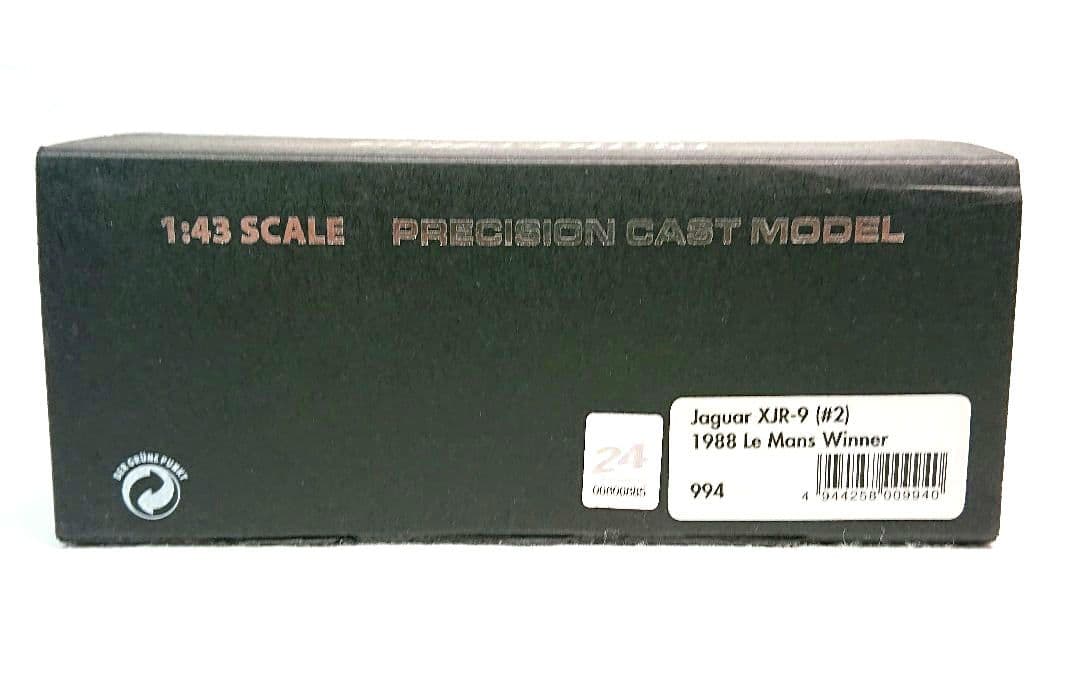 1:43 SCALE PRECISION CAST MODEL
Jaguar XJR-9 (#2)
1988 Le Mans Winner
994
4 944258 009940
24
DER GRÜNE PUNKT